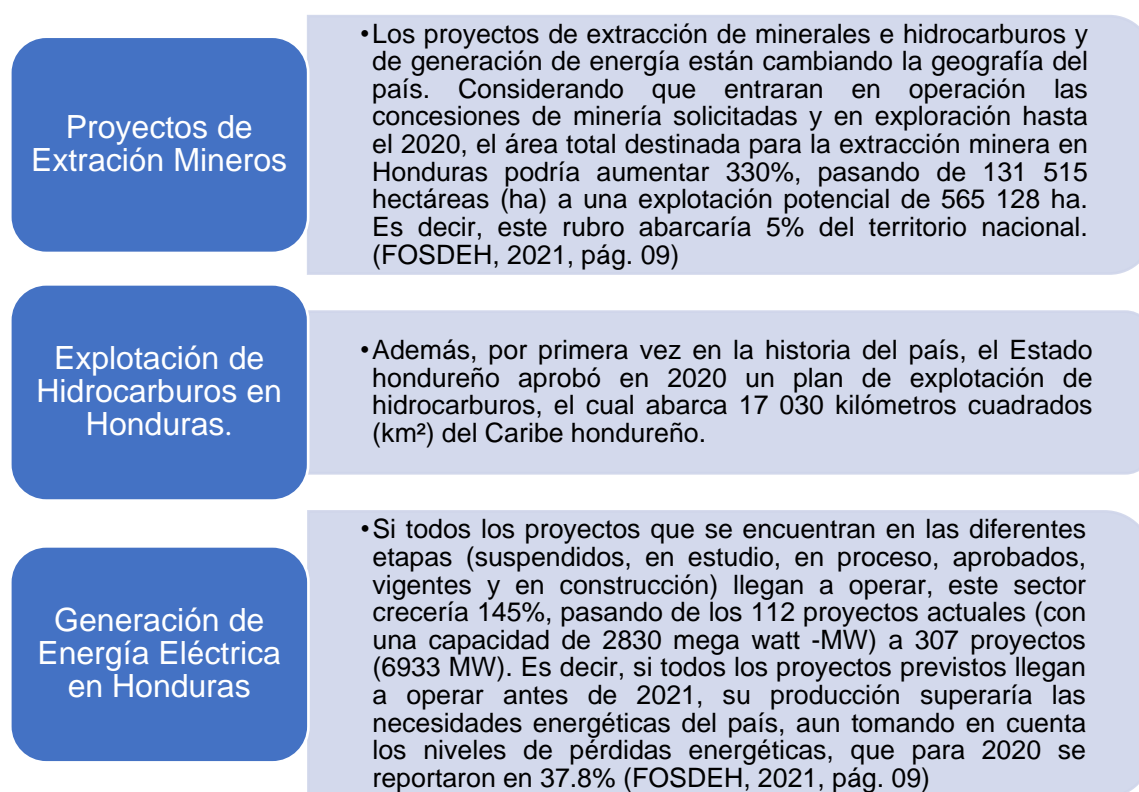 Proyectos de
Extración Mineros
•Los proyectos de extracción de minerales e hidrocarburos y
de generación de energía están cambiando la geografía del
país. Considerando que entraran en operación las
concesiones de minería solicitadas y en exploración hasta
el 2020, el área total destinada para la extracción minera en
Honduras podría aumentar 330%, pasando de 131 515
hectáreas (ha) a una explotación potencial de 565 128 ha.
Es decir, este rubro abarcaría 5% del territorio nacional.
(FOSDEH, 2021, pág. 09)
Explotación de
Hidrocarburos en
Honduras.
•Además, por primera vez en la historia del país, el Estado
hondureño aprobó en 2020 un plan de explotación de
hidrocarburos, el cual abarca 17 030 kilómetros cuadrados
(km²) del Caribe hondureño.
Generación de
Energía Eléctrica
en Honduras
•Si todos los proyectos que se encuentran en las diferentes
etapas (suspendidos, en estudio, en proceso, aprobados,
vigentes y en construcción) llegan a operar, este sector
crecería 145%, pasando de los 112 proyectos actuales (con
una capacidad de 2830 mega watt -MW) a 307 proyectos
(6933 MW). Es decir, si todos los proyectos previstos llegan
a operar antes de 2021, su producción superaría las
necesidades energéticas del país, aun tomando en cuenta
los niveles de pérdidas energéticas, que para 2020 se
reportaron en 37.8% (FOSDEH, 2021, pág. 09)